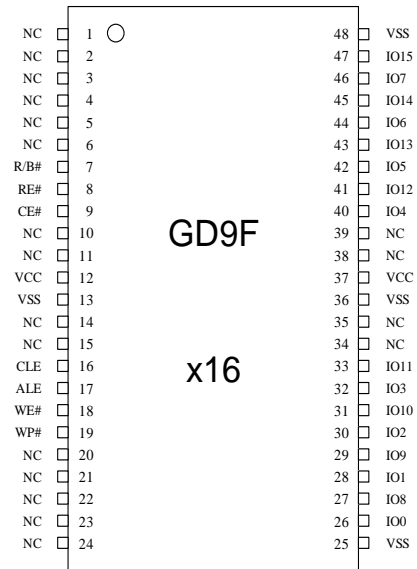 NC 1 48 VSS
NC 2 47 IO15
NC 3 46 IO7
NC 4 45 IO14
NC 5 44 IO6
NC 6 43 IO13
R/B# 7 42 IO5
RE# 8 41 IO12
CE# 9 40 IO4
NC 10 GD9F 39 NC
NC 11 38 NC
VCC 12 37 VCC
VSS 13 36 VSS
NC 14 35 NC
NC 15 34 NC
CLE 16 x16 33 IO11
ALE 17 32 IO3
WE# 18 31 IO10
WP# 19 30 IO2
NC 20 29 IO9
NC 21 28 IO1
NC 22 27 IO8
NC 23 26 IO0
NC 24 25 VSS